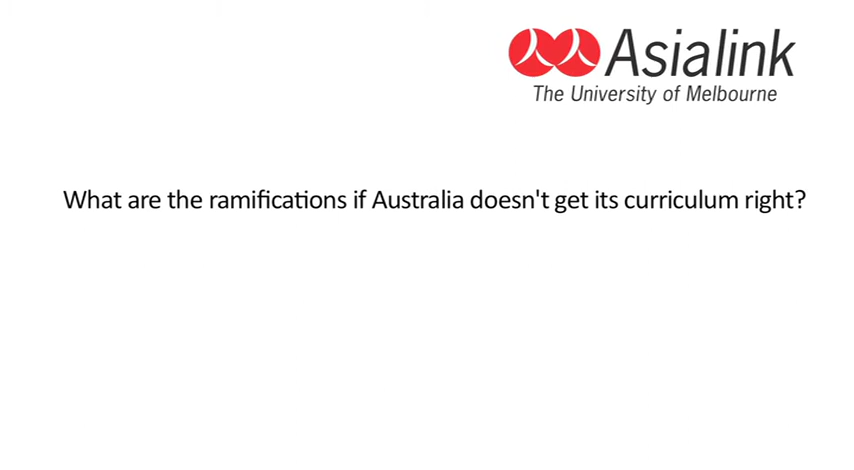 Asialink
The University of Melbourne
What are the ramifications if Australia doesn't get its curriculum right?